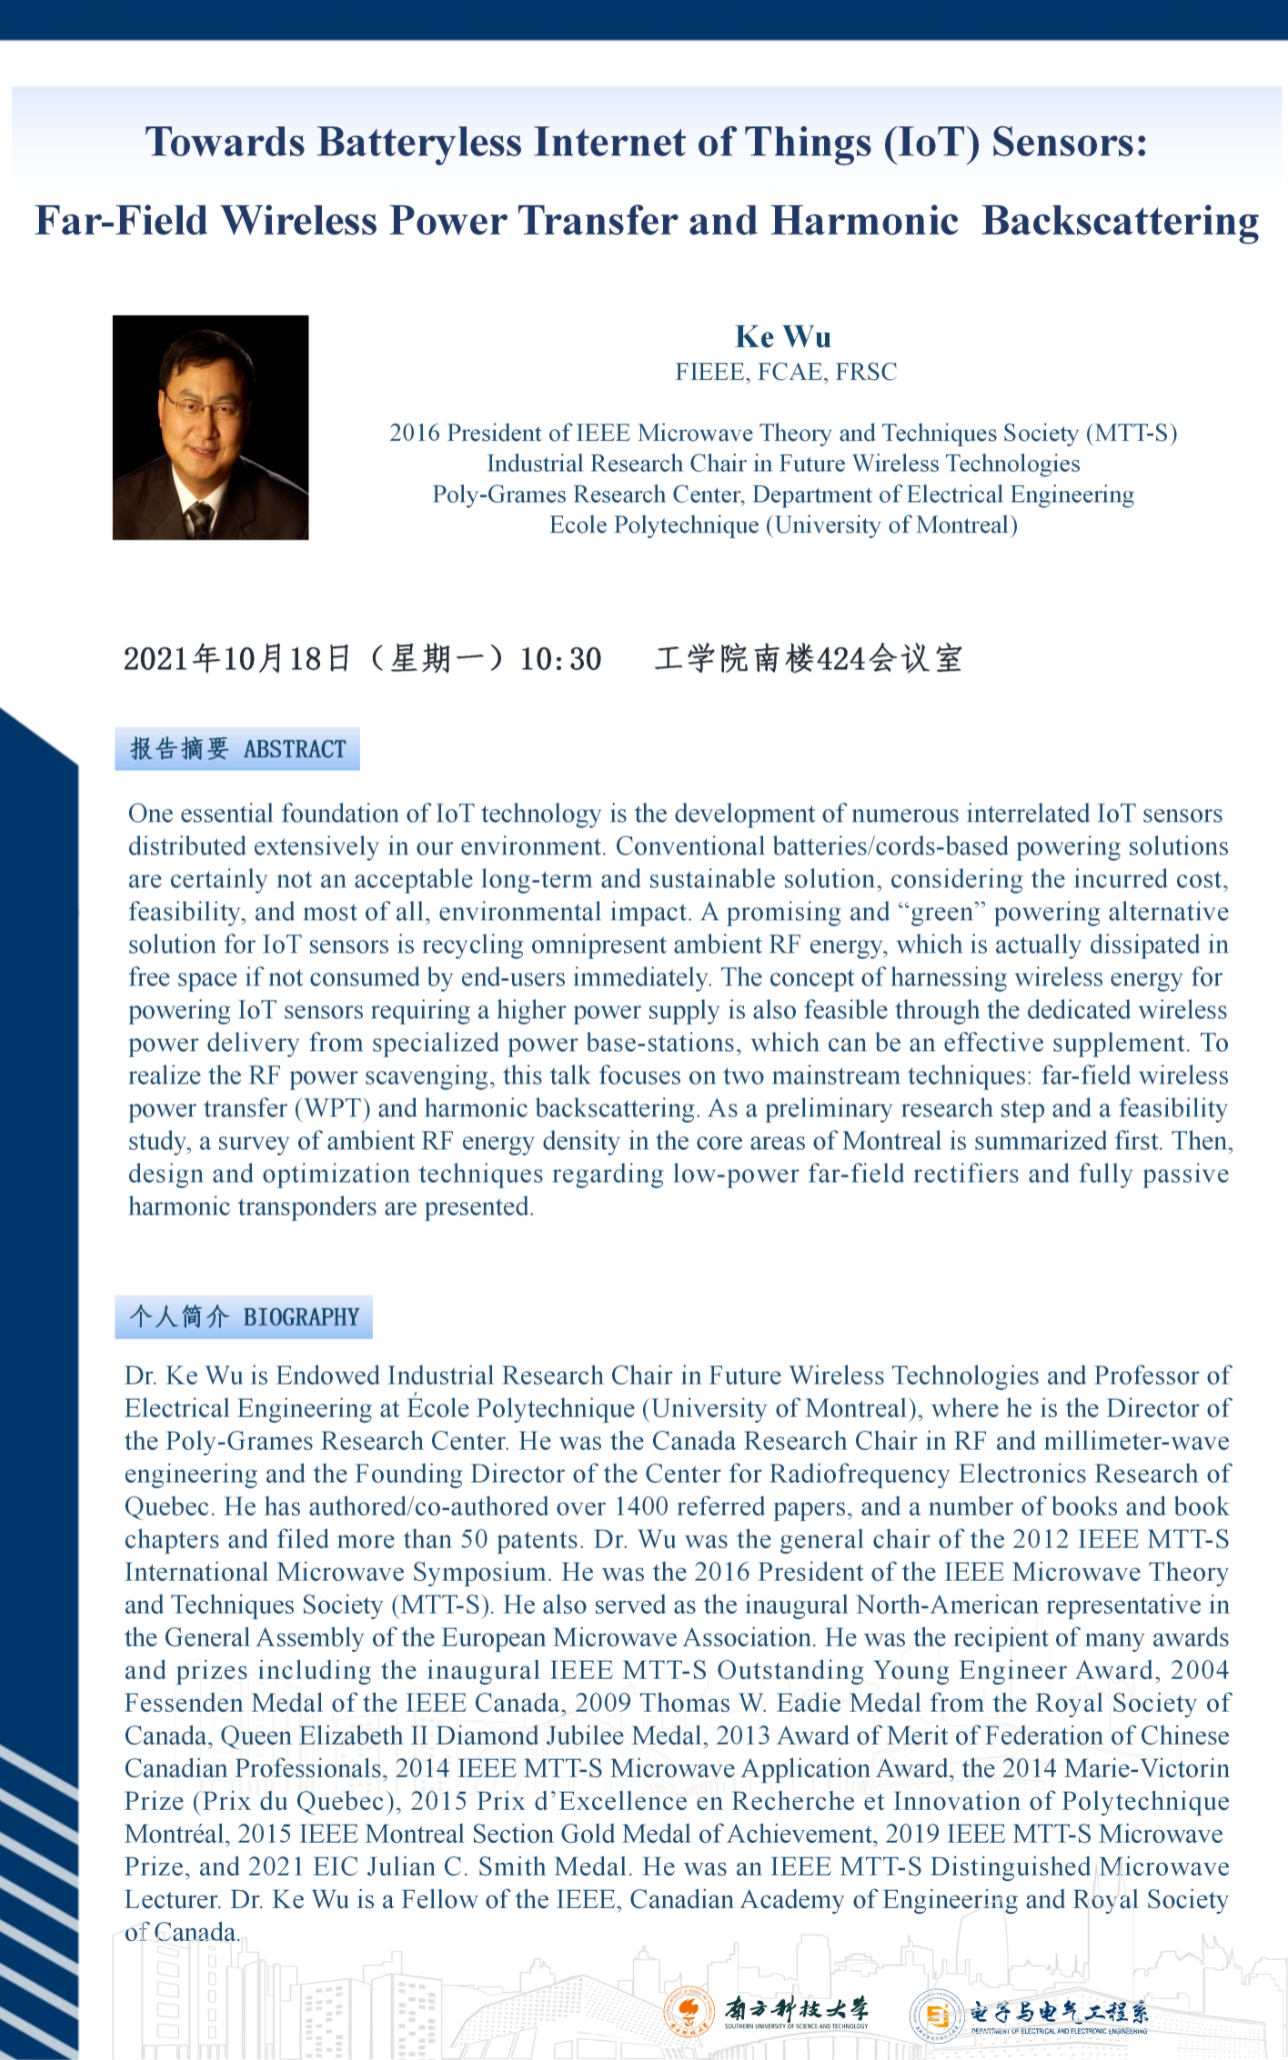 Towards Batteryless Internet of Things (IoT) Sensors:
Far-Field Wireless Power Transfer and Harmonic Backscattering
Ke Wu
FIEEE, FCAE, FRSC
2016 President of IEEE Microwave Theory and Techniques Society (MTT-S)
Industrial Research Chair in Future Wireless Technologies
Poly-Grames Research Center, Department of Electrical Engineering
Ecole Polytechnique (University of Montreal)
2021年10月18日（星期一）10:30 工学院南楼424会议室
报告摘要 ABSTRACT
One essential foundation of IoT technology is the development of numerous interrelated IoT sensors
distributed extensively in our environment. Conventional batteries/cords-based powering solutions
are certainly not an acceptable long-term and sustainable solution, considering the incurred cost,
feasibility, and most of all, environmental impact. A promising and “green” powering alternative
solution for IoT sensors is recycling omnipresent ambient RF energy, which is actually dissipated in
free space if not consumed by end-users immediately. The concept of harnessing wireless energy for
powering IoT sensors requiring a higher power supply is also feasible through the dedicated wireless
power delivery from specialized power base-stations, which can be an effective supplement. To
realize the RF power scavenging, this talk focuses on two mainstream techniques: far-field wireless
power transfer (WPT) and harmonic backscattering. As a preliminary research step and a feasibility
study, a survey of ambient RF energy density in the core areas of Montreal is summarized first. Then,
design and optimization techniques regarding low-power far-field rectifiers and fully passive
harmonic transponders are presented.
个人简介 BIOGRAPHY
Dr. Ke Wu is Endowed Industrial Research Chair in Future Wireless Technologies and Professor of
Electrical Engineering at École Polytechnique (University of Montreal), where he is the Director of
the Poly-Grames Research Center. He was the Canada Research Chair in RF and millimeter-wave
engineering and the Founding Director of the Center for Radiofrequency Electronics Research of
Quebec. He has authored/co-authored over 1400 referred papers, and a number of books and book
chapters and filed more than 50 patents. Dr. Wu was the general chair of the 2012 IEEE MTT-S
International Microwave Symposium. He was the 2016 President of the IEEE Microwave Theory
and Techniques Society (MTT-S). He also served as the inaugural North-American representative in
the General Assembly of the European Microwave Association. He was the recipient of many awards
and prizes including the inaugural IEEE MTT-S Outstanding Young Engineer Award, 2004
Fessenden Medal of the IEEE Canada, 2009 Thomas W. Eadie Medal from the Royal Society of
Canada, Queen Elizabeth II Diamond Jubilee Medal, 2013 Award of Merit of Federation of Chinese
Canadian Professionals, 2014 IEEE MTT-S Microwave Application Award, the 2014 Marie-Victorin
Prize (Prix du Quebec), 2015 Prix d’Excellence en Recherche et Innovation of Polytechnique
Montréal, 2015 IEEE Montreal Section Gold Medal of Achievement, 2019 IEEE MTT-S Microwave
Prize, and 2021 EIC Julian C. Smith Medal. He was an IEEE MTT-S Distinguished Microwave
Lecturer. Dr. Ke Wu is a Fellow of the IEEE, Canadian Academy of Engineering and Royal Society
of Canada.
南方科技大学
SOUTHERN UNIVERSITY OF SCIENCE AND TECHNOLOGY
电子与电气工程系
DEPARTMENT OF ELECTRICAL AND ELECTRONIC ENGINEERING